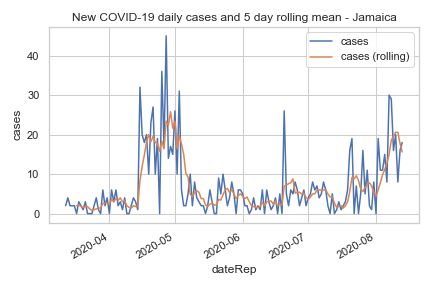 New COVID-19 daily cases and 5 day rolling mean - Jamaica
cases
cases (rolling)
40
30
20
10
0
cases
2020-04
2020-05
2020-06
2020-07
2020-08
dateRep